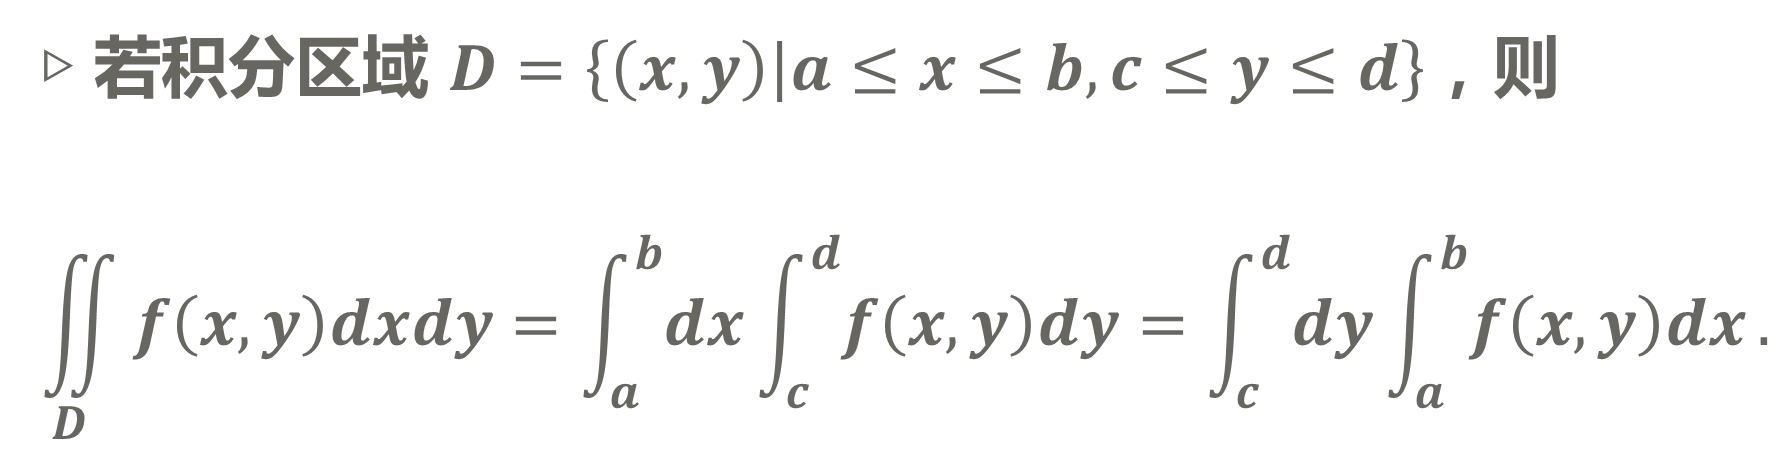 ▷ 若积分区域 D = {(x, y)|a ≤ x ≤ b, c ≤ y ≤ d} , 则
∬_D f(x, y)dxdy = ∫_a^b dx ∫_c^d f(x, y)dy = ∫_c^d dy ∫_a^b f(x, y)dx .